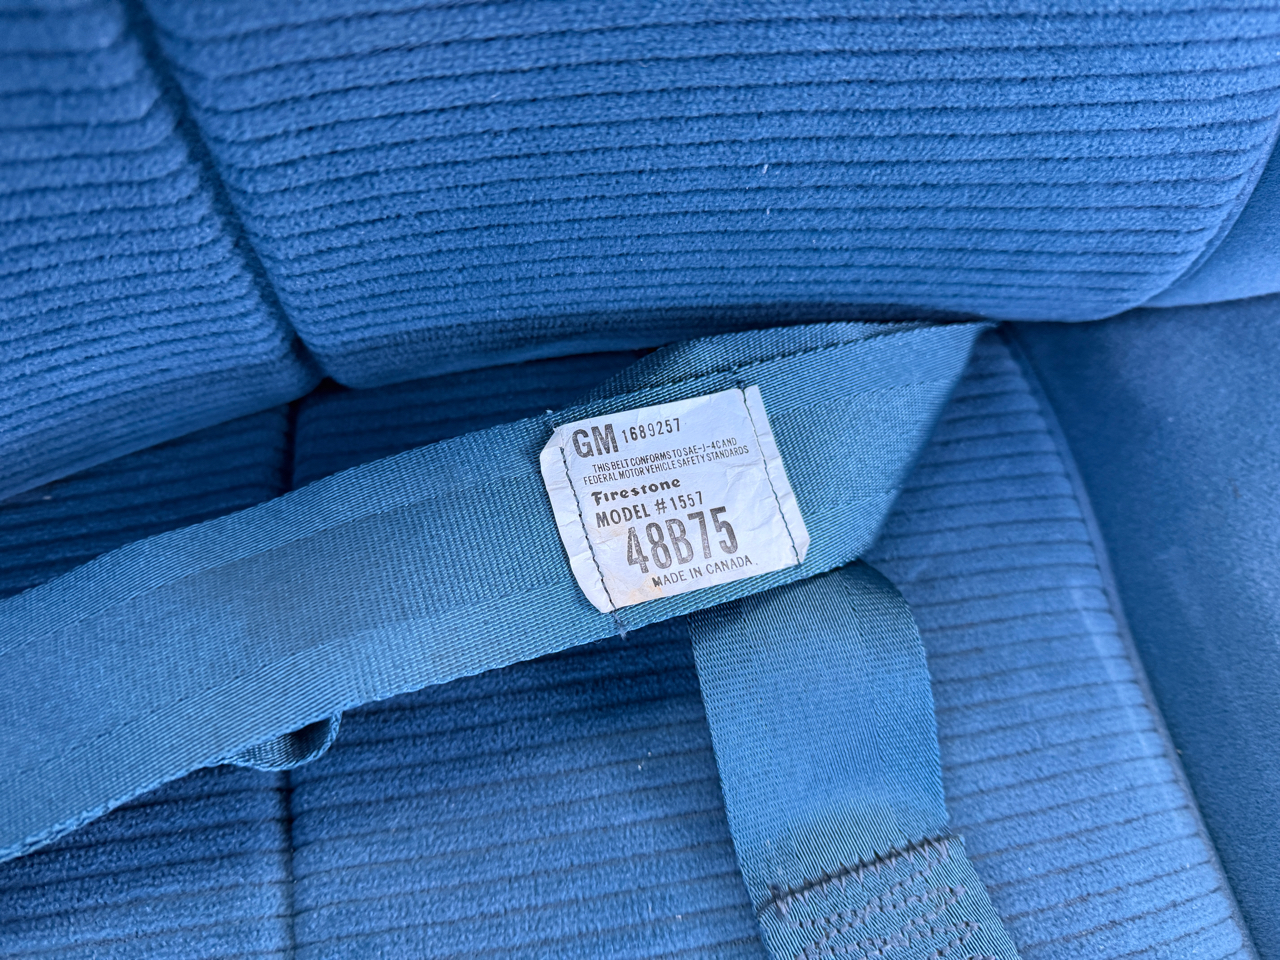 GM 1689257
THIS BELT CONFORMS TO SAE-J-4C AND
FEDERAL MOTOR VEHICLE SAFETY STANDARDS
Firestone
MODEL #1557
48B75
MADE IN CANADA.